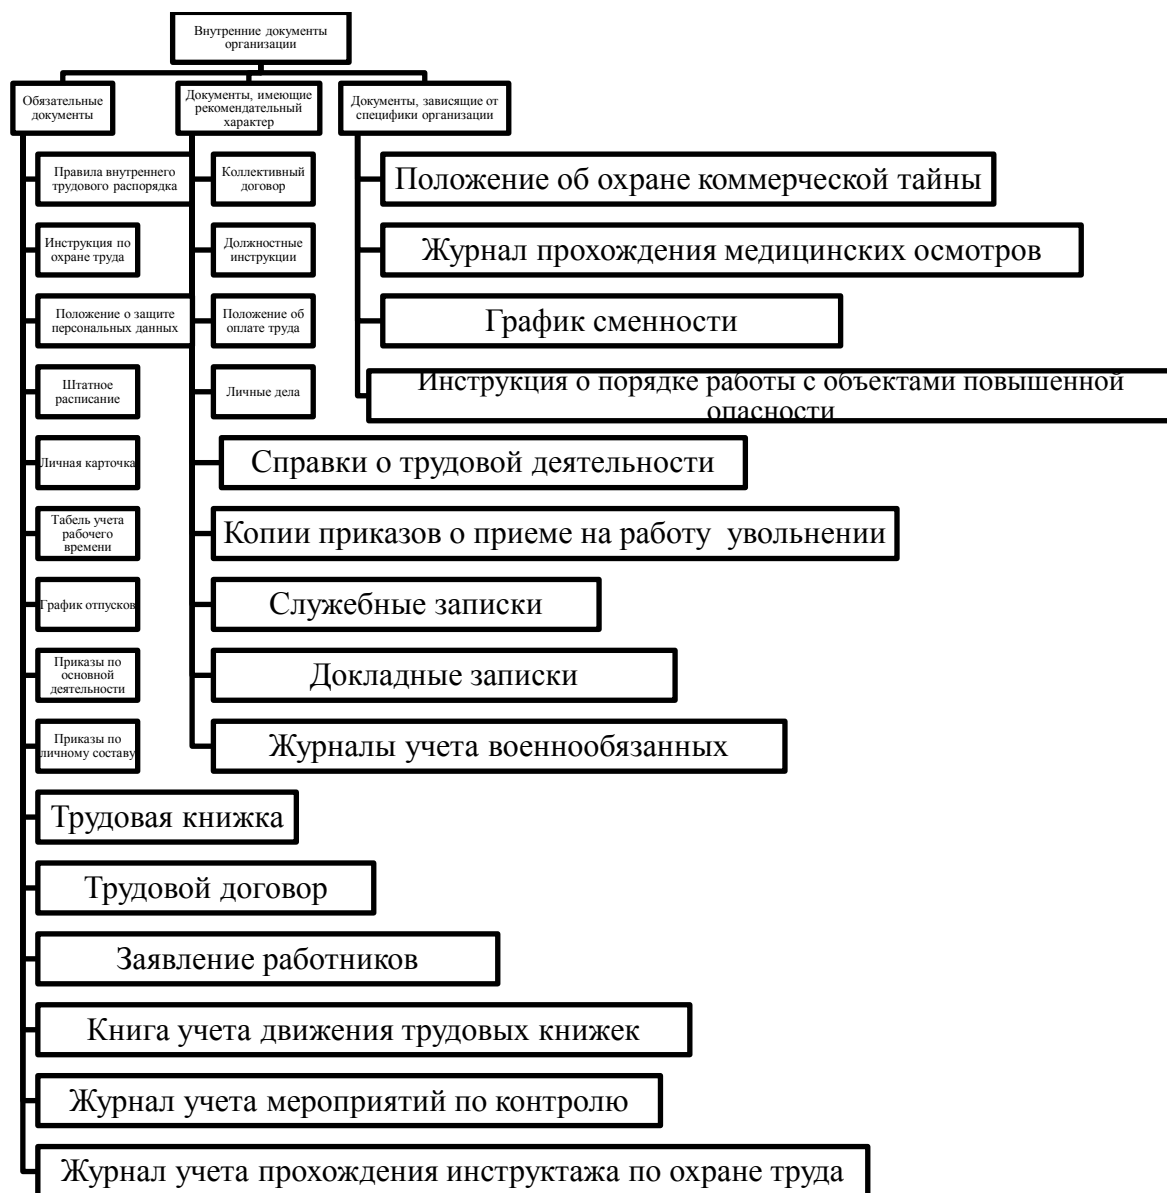 Внутренние документы
организации
Обязательные
документы
Документы, имеющие
рекомендательный
характер
Документы, зависящие от
специфики организации
Правила внутреннего
трудового распорядка
Инструкция по
охране труда
Положение о защите
персональных данных
Штатное
расписание
Личная карточка
Табель учета
рабочего
времени
График отпусков
Приказы по
основной
деятельности
Приказы по
личному составу
Трудовая книжка
Трудовой договор
Заявление работников
Книга учета движения трудовых книжек
Журнал учета мероприятий по контролю
Журнал учета прохождения инструктажа по охране труда
Коллективный
договор
Должностные
инструкции
Положение об
оплате труда
Личные дела
Справки о трудовой деятельности
Копии приказов о приеме на работу  увольнении
Служебные записки
Докладные записки
Журналы учета военнообязанных
Положение об охране коммерческой тайны
Журнал прохождения медицинских осмотров
График сменности
Инструкция о порядке работы с объектами повышенной
опасности